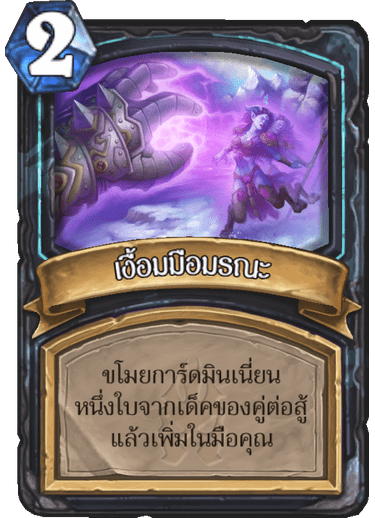 2
เงื้อมมือมรณะ
ขโมยการ์ดมินเนี่ยน
หนึ่งใบจากเด็คของคู่ต่อสู้
แล้วเพิ่มในมือคุณ